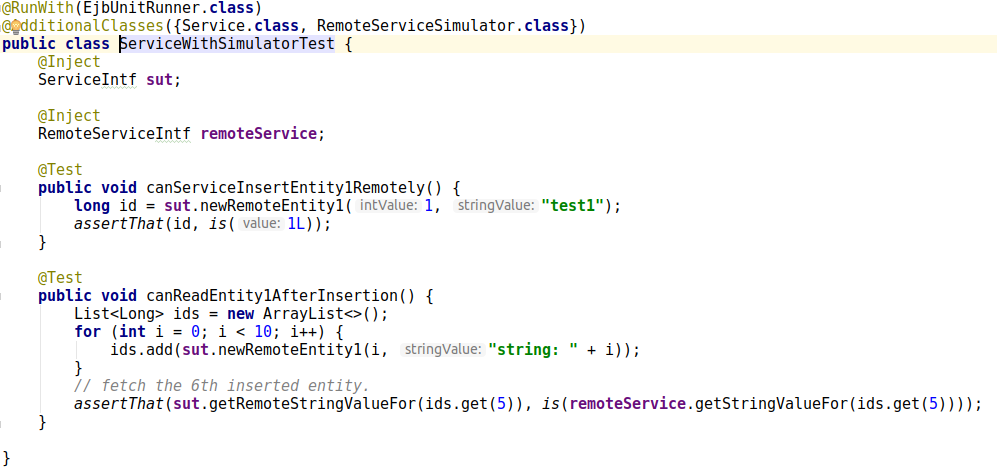 @RunWith(EjbUnitRunner.class)
@AdditionalClasses({Service.class, RemoteServiceSimulator.class})
public class ServiceWithSimulatorTest {
    @Inject
    ServiceIntf sut;

    @Inject
    RemoteServiceIntf remoteService;

    @Test
    public void canServiceInsertEntity1Remotely() {
        long id = sut.newRemoteEntity1( intValue: 1, stringValue: "test1");
        assertThat(id, is( value: 1L));
    }

    @Test
    public void canReadEntity1AfterInsertion() {
        List<Long> ids = new ArrayList<>();
        for (int i = 0; i < 10; i++) {
            ids.add(sut.newRemoteEntity1(i, stringValue: "string: " + i));
        }
        // fetch the 6th inserted entity.
        assertThat(sut.getRemoteStringValueFor(ids.get(5)), is(remoteService.getStringValueFor(ids.get(5))));
    }

}